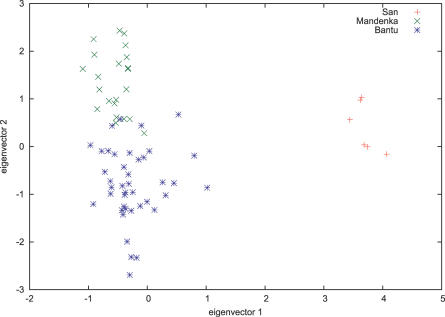 3
San
Mandenka
Bantu
2
1
eigenvector 2
0
-1
-2
-3
-2 -1 0 1 2 3 4 5
eigenvector 1